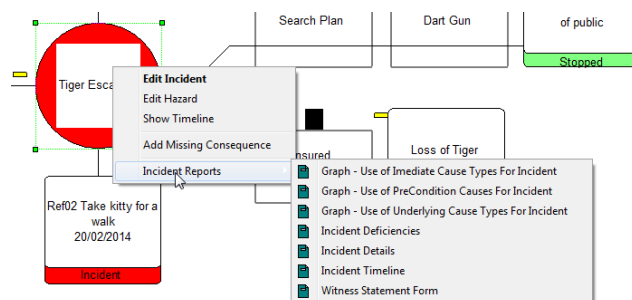 Search Plan
Dart Gun
of public
Stopped
Tiger Esca
Edit Incident
Edit Hazard
Show Timeline
Add Missing Consequence
Incident Reports
nsured
Loss of Tiger
Graph - Use of Imediate Cause Types For Incident
Graph - Use of PreCondition Causes For Incident
Graph - Use of Underlying Cause Types For Incident
Incident Deficiencies
Incident Details
Incident Timeline
Witness Statement Form
Ref02 Take kitty for a
walk
20/02/2014
Incident